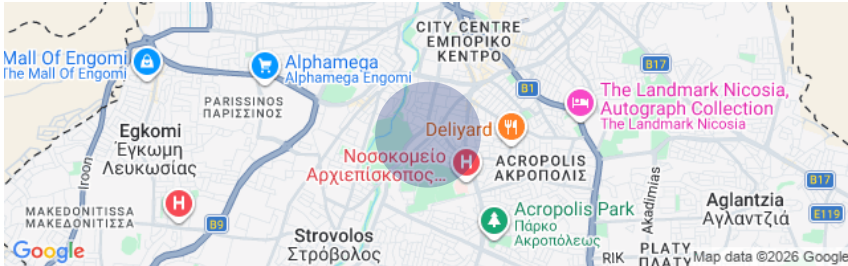 CITY CENTRE
ΕΜΠΟΡΙΚΟ
ΚΕΝΤΡΟ
Mall Of Engomi
The Mall Of Engomi
Alphamega
Alphamega Engomi
B17
B1
PARISSINOS
ΠΑΡΙΣΣΙΝΟΣ
The Landmark Nicosia,
Autograph Collection
The Landmark Nicosia
Egkomi
Έγκωμη
Λευκωσίας
Deliyard
Νοσοκομείο
Αρχιεπίσκοπος...
H
ACROPOLIS
ΑΚΡΟΠΟΛΙΣ
Iroon
Akadimias
B17
H
Aglantzia
Αγλαντζιά
MAKEDONITISSA
ΜΑΚΕΔΟΝΙΤΙΣΣΑ
B9
Acropolis Park
Πάρκο
Ακροπόλεως
E119
Strovolos
Στρόβολος
RIK
PLATY
ΠΛΑΤΥ
Google
Map data ©2026 Google